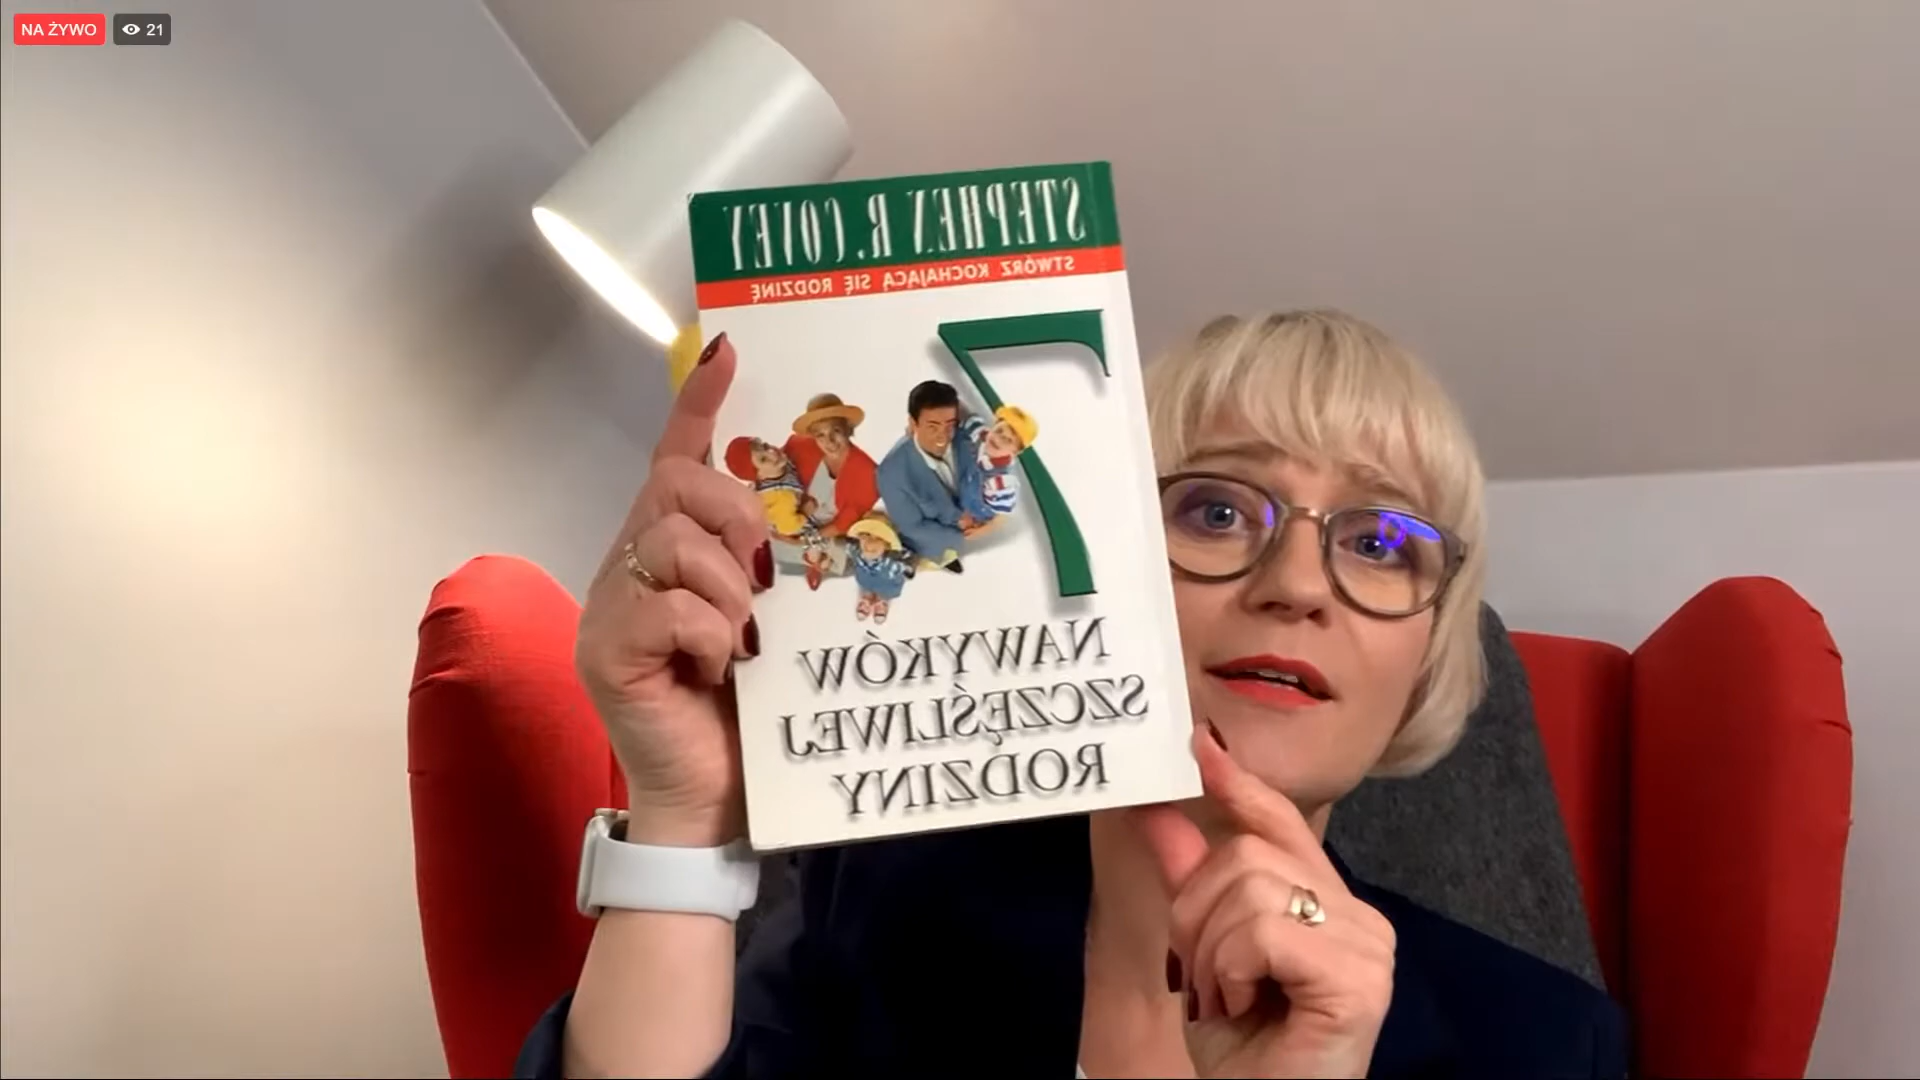 NA ŻYWO
21
STEPHEN R. COVEY
STWÓRZ KOCHAJĄCĄ SIĘ RODZINĘ
7
NAWYKÓW
SZCZĘŚLIWEJ
RODZINY